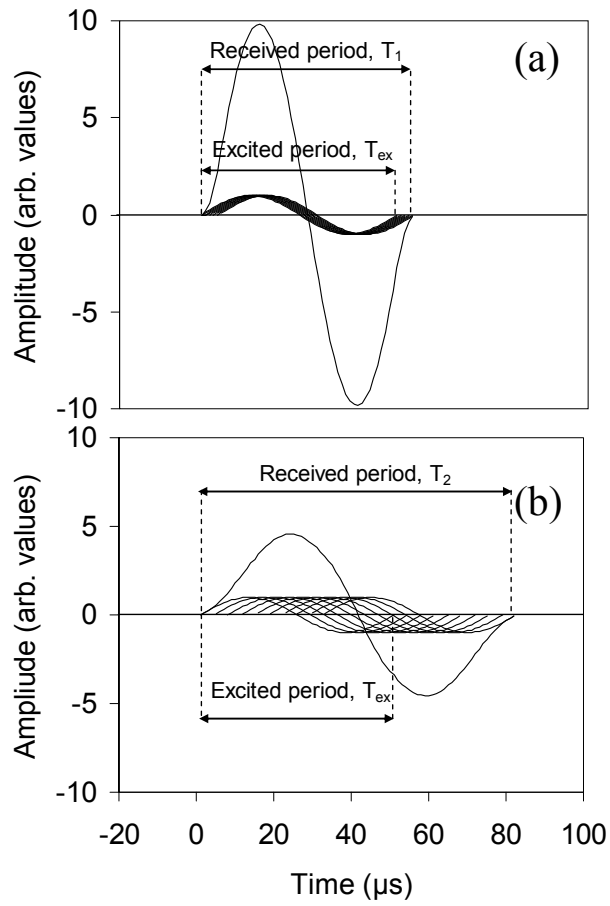 10
Received period, T1
(a)
5
Excited period, Tex
0
-5
-10
Amplitude (arb. values)
10
Received period, T2
(b)
5
0
Excited period, Tex
-5
-10
Ampliude (arb. values)
-20 0 20 40 60 80 100
Time (µs)